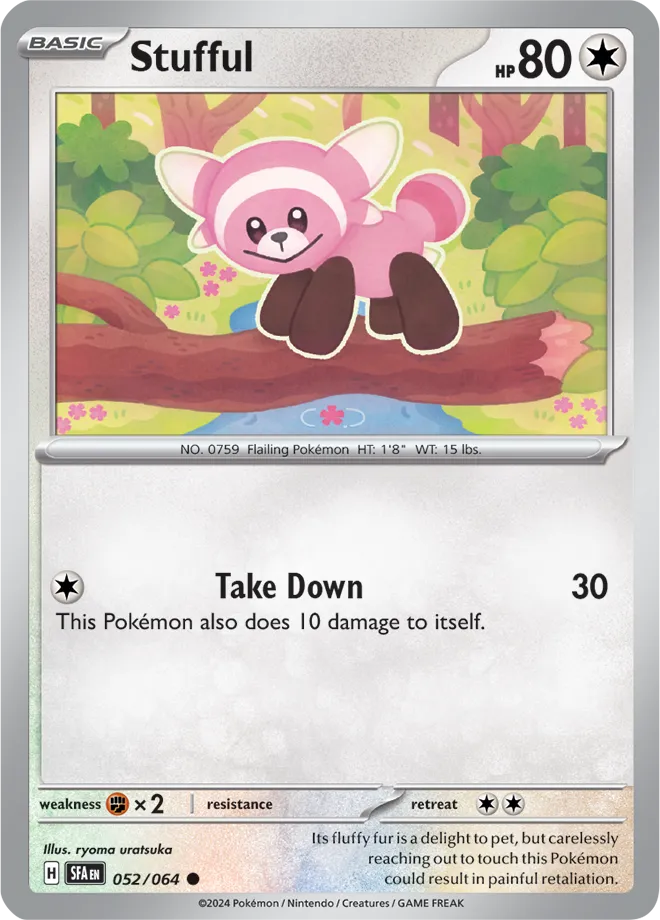 BASIC Stufful HP 80
NO. 0759 Flailing Pokémon HT: 1'8" WT: 15 lbs.
Take Down 30
This Pokémon also does 10 damage to itself.
weakness ×2 resistance retreat
Illus. ryoma uratsuka
Its fluffy fur is a delight to pet, but carelessly
reaching out to touch this Pokémon
could result in painful retaliation.
H SFA EN 052/064
©2024 Pokémon / Nintendo / Creatures / GAME FREAK